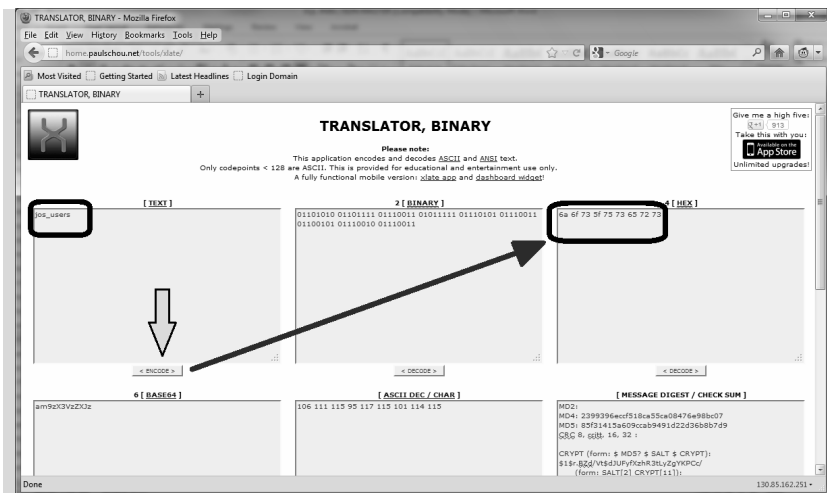 TRANSLATOR, BINARY - Mozilla Firefox
File Edit View History Bookmarks Tools Help
home.paulschou.net/tools/xlate/
Google
Most Visited Getting Started Latest Headlines Login Domain
TRANSLATOR, BINARY +
TRANSLATOR, BINARY
Please note:
This application encodes and decodes ASCII and ANSI text.
Only codepoints < 128 are ASCII. This is provided for educational and entertainment use only.
A fully functional mobile version: xlate app and dashboard widget!
Give me a high five:
+1 913
Take this with you:
Available on the
App Store
Unlimited upgrades!
[ TEXT ]
jos_users
< ENCODE >
2 [ BINARY ]
01101010 01101111 01110011 01011111 01110101 01110011
01100101 01110010 01110011
< DECODE >
4 [ HEX ]
6a 6f 73 5f 75 73 65 72 73
< DECODE >
6 [ BASE64 ]
am9zX3VzZXJz
[ ASCII DEC / CHAR ]
106 111 115 95 117 115 101 114 115
[ MESSAGE DIGEST / CHECK SUM ]
MD2:
MD4: 2399396eccf518ca55ca08476e98bc07
MD5: 85f31415a609ccab9491d22d36b8b7d9
CRC 8, ccitt, 16, 32 :
CRYPT (form: $ MD5? $ SALT $ CRYPT):
(form: SALT[2] CRYPT[11]):
Done
130.85.162.251